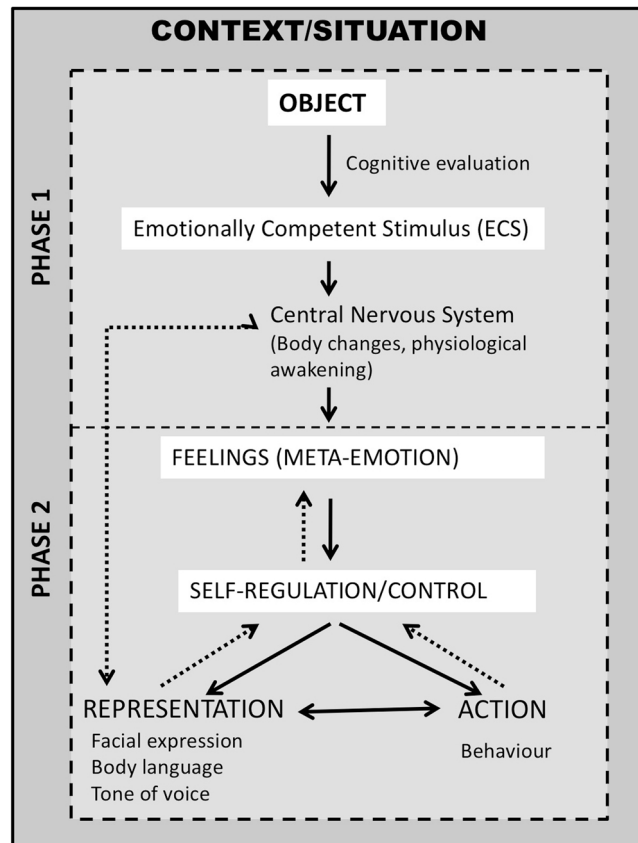 CONTEXT/SITUATION
PHASE 1
OBJECT
Cognitive evaluation
Emotionally Competent Stimulus (ECS)
Central Nervous System
(Body changes, physiological
awakening)
PHASE 2
FEELINGS (META-EMOTION)
SELF-REGULATION/CONTROL
REPRESENTATION
Facial expression
Body language
Tone of voice
ACTION
Behaviour